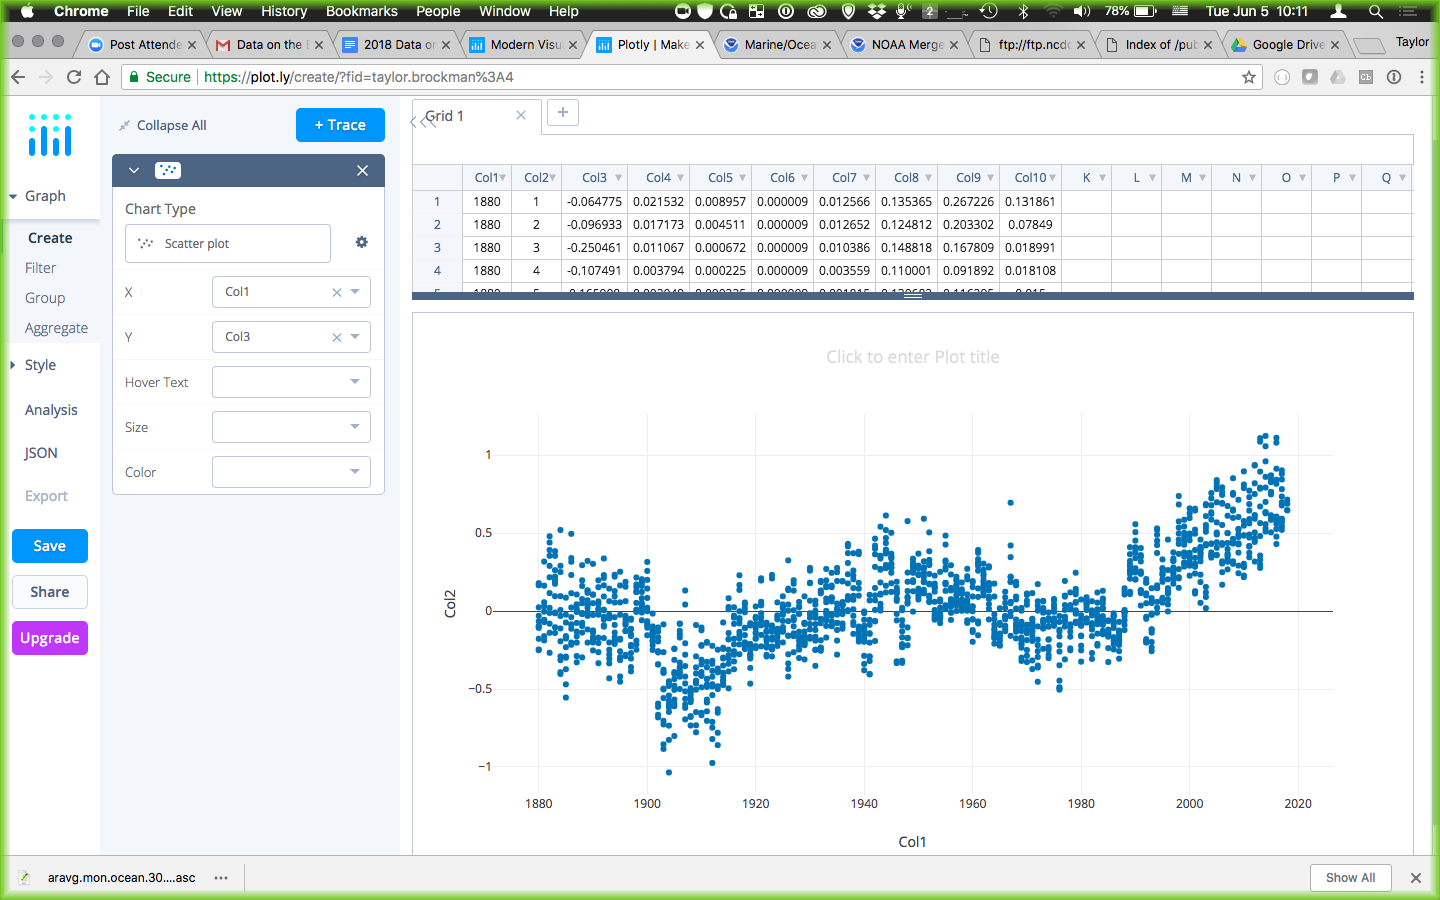 Chrome File Edit View History Bookmarks People Window Help 2 78% Tue Jun 5 10:11
Post Attende Data on the E 2018 Data on Modern Visu Plotly | Make Marine/Ocea NOAA Merge ftp://ftp.ncdc Index of /pub Google Drive Taylor
Secure https://plot.ly/create/?fid=taylor.brockman%3A4
Collapse All
+ Trace
Graph
Create
Filter
Group
Aggregate
Style
Analysis
JSON
Export
Save
Share
Upgrade
Chart Type
Scatter plot
X Col1
Y Col3
Hover Text
Size
Color
Grid 1
Col1 Col2 Col3 Col4 Col5 Col6 Col7 Col8 Col9 Col10 K L M N O P Q
1 1880 1 -0.064775 0.021532 0.008957 0.000009 0.012566 0.135365 0.267226 0.131861
2 1880 2 -0.096933 0.017173 0.004511 0.000009 0.012652 0.124812 0.203302 0.07849
3 1880 3 -0.250461 0.011067 0.000672 0.000009 0.010386 0.148818 0.167809 0.018991
4 1880 4 -0.107491 0.003794 0.000225 0.000009 0.003559 0.110001 0.091892 0.018108
Click to enter Plot title
1
0.5
0
−0.5
−1
Col2
1880 1900 1920 1940 1960 1980 2000 2020
Col1
aravg.mon.ocean.30....asc
Show All